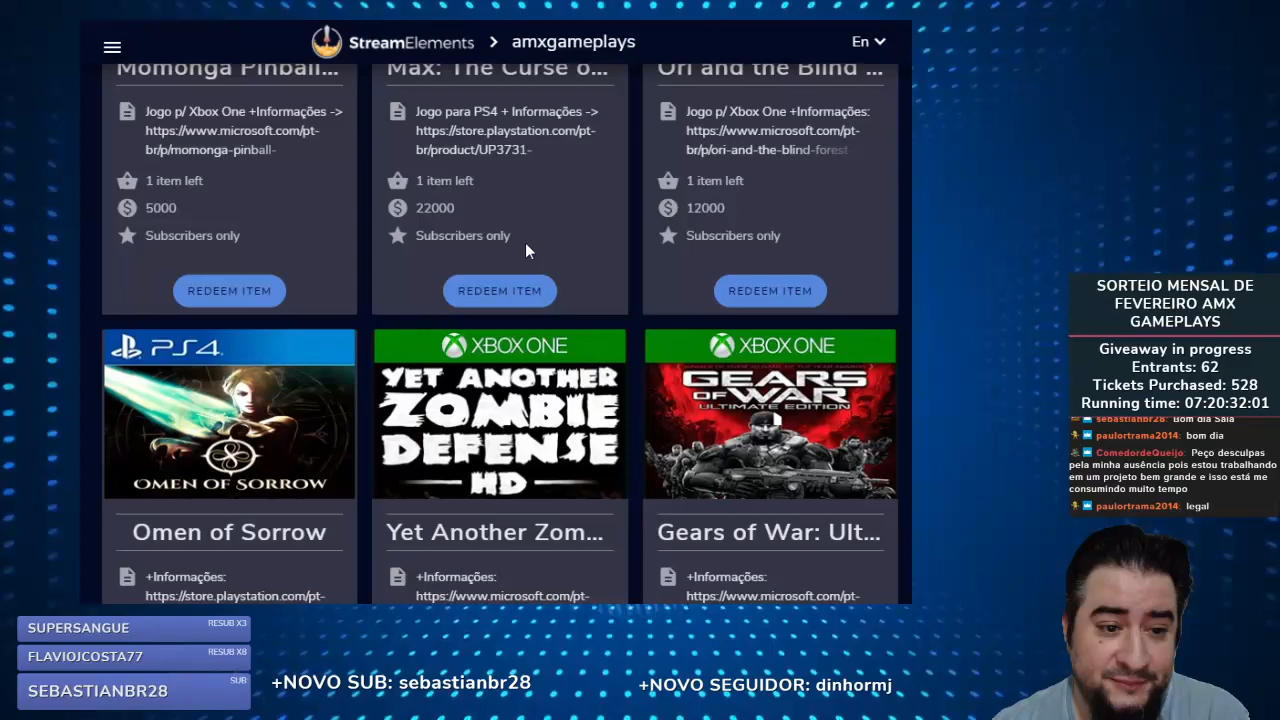 StreamElements > amxgameplays
En
Momonga Pinball...
Jogo p/ Xbox One +Informações ->
https://www.microsoft.com/pt-
br/p/momonga-pinball-
1 item left
5000
Subscribers only
REDEEM ITEM
Max: The Curse o...
Jogo para PS4 + Informações ->
https://store.playstation.com/pt-
br/product/UP3731-
1 item left
22000
Subscribers only
REDEEM ITEM
Ori and the Blind ...
Jogo p/ Xbox One +Informações:
https://www.microsoft.com/pt-
br/p/ori-and-the-blind-forest
1 item left
12000
Subscribers only
REDEEM ITEM
PS4
OMEN OF SORROW
Omen of Sorrow
+Informações:
https://store.playstation.com/pt-
XBOX ONE
YET ANOTHER
ZOMBIE
DEFENSE
HD
Yet Another Zom...
+Informações:
https://www.microsoft.com/pt-
XBOX ONE
GEARS
OF WAR
ULTIMATE EDITION
Gears of War: Ult...
+Informações:
https://www.microsoft.com/pt-
SORTEIO MENSAL DE
FEVEREIRO AMX
GAMEPLAYS
Giveaway in progress
Entrants: 62
Tickets Purchased: 528
Running time: 07:20:32:01
sebastianbr28: Bom dia Saia
paulortrama2014: bom dia
ComedordeQueijo: Peço desculpas
pela minha ausência pois estou trabalhando
em um projeto bem grande e isso está me
consumindo muito tempo
paulortrama2014: legal
SUPERSANGUE RESUB X3
FLAVIOJCOSTA77 RESUB X8
SEBASTIANBR28 SUB
+NOVO SUB: sebastianbr28
+NOVO SEGUIDOR: dinhormj